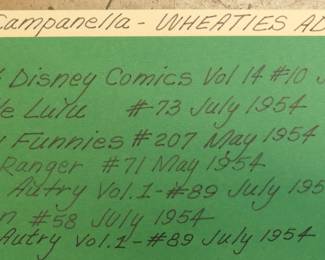 Campanella - WHEATIES AD
Disney Comics Vol 14 #10 J
Lulu #73 July 1954
Funnies #207 May 1954
Ranger #71 May 1954
Autry Vol.1-#89 July 195
#58 July 1954
Autry Vol.1-#89 July 1954